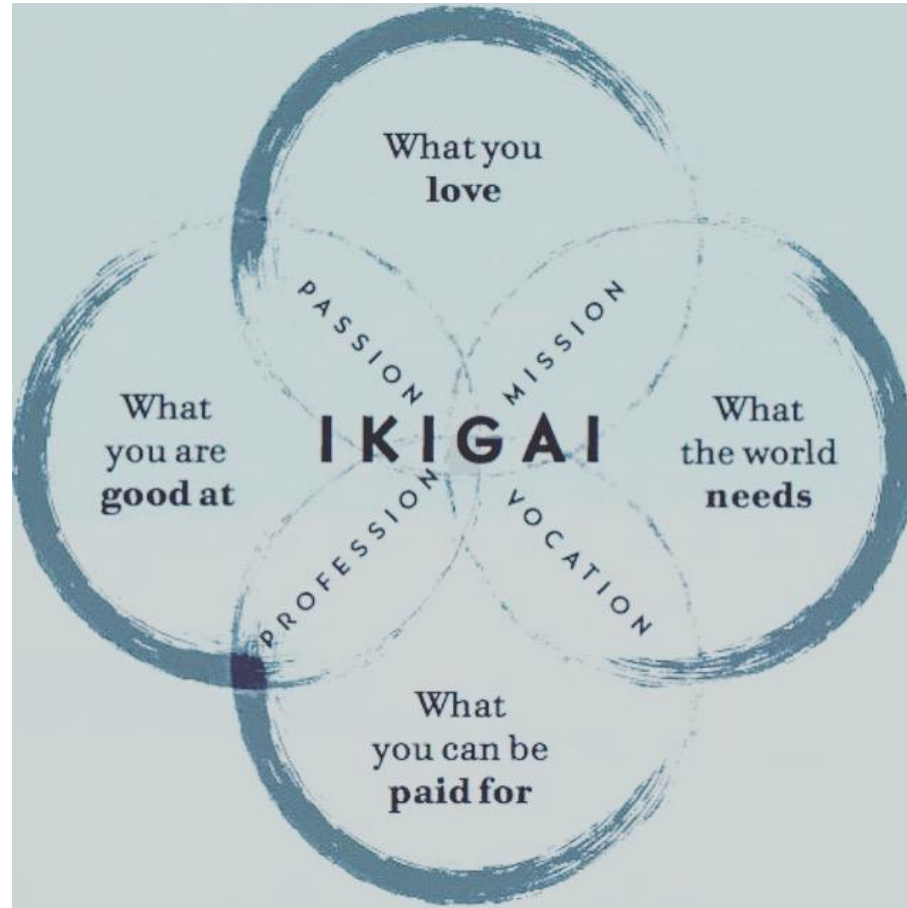 What you
love
PASSION
MISSION
What
you are
good at
IKIGAI
What
the world
needs
PROFESSION
VOCATION
What
you can be
paid for